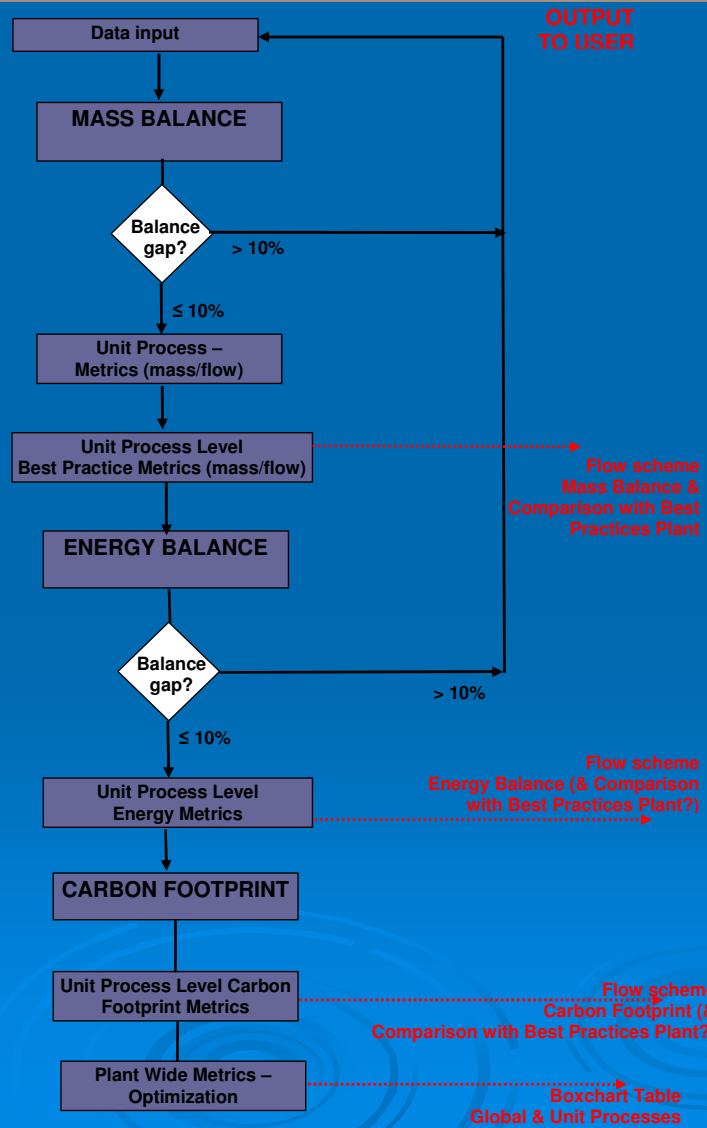 OUTPUT
TO USER
Data input
MASS BALANCE
Balance
gap?
> 10%
≤ 10%
Unit Process –
Metrics (mass/flow)
Unit Process Level
Best Practice Metrics (mass/flow)
Flow scheme
Mass Balance &
Comparison with Best
Practices Plant
ENERGY BALANCE
Balance
gap?
> 10%
≤ 10%
Flow scheme
Energy Balance (& Comparison
with Best Practices Plant?)
Unit Process Level
Energy Metrics
CARBON FOOTPRINT
Unit Process Level Carbon
Footprint Metrics
Flow scheme
Carbon Footprint (&
Comparison with Best Practices Plant?
Plant Wide Metrics –
Optimization
Boxchart Table
Global & Unit Processes